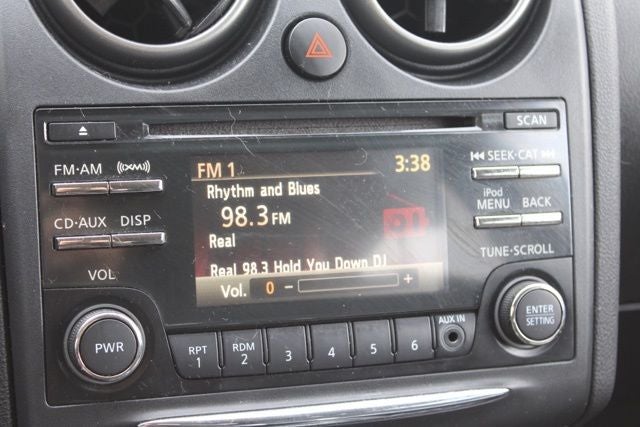 SCAN
FM·AM
((XM))
SEEK·CAT
CD·AUX DISP
iPod
MENU BACK
VOL
TUNE·SCROLL
PWR
FM 1 3:38
Rhythm and Blues
98.3 FM
Real
Real 98.3 Hold You Down DJ
Vol. 0 − +
RPT
1
RDM
2
3
4
5
6
AUX IN
ENTER
SETTING